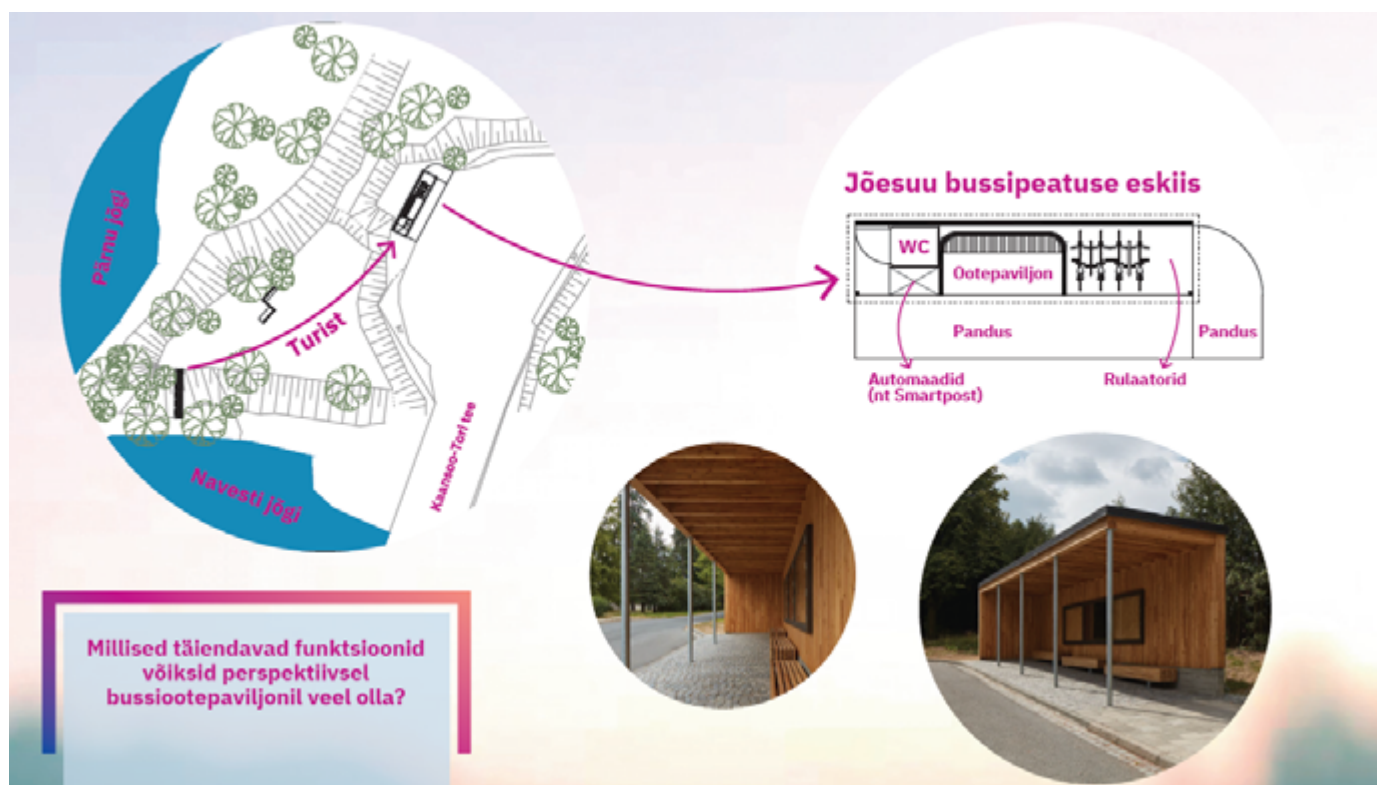 Pärnu jõgi
Turist
Navesti jõgi
Kaansoo-Tori tee
Jõesuu bussipeatuse eskiis
WC
Ootepaviljon
Pandus
Pandus
Automaadid
(nt Smartpost)
Rulaatorid
Millised täiendavad funktsioonid
võiksid perspektiivsel
bussiootepaviljonil veel olla?